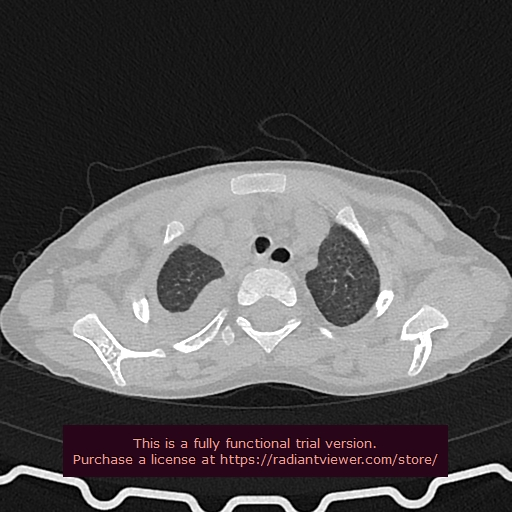 This is a fully functional trial version.
Purchase a license at https://radiantviewer.com/store/